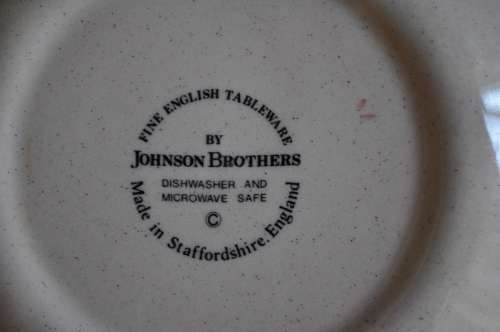 FINE ENGLISH TABLEWARE
BY
JOHNSON BROTHERS
DISHWASHER AND
MICROWAVE SAFE
©
Made in Staffordshire. England